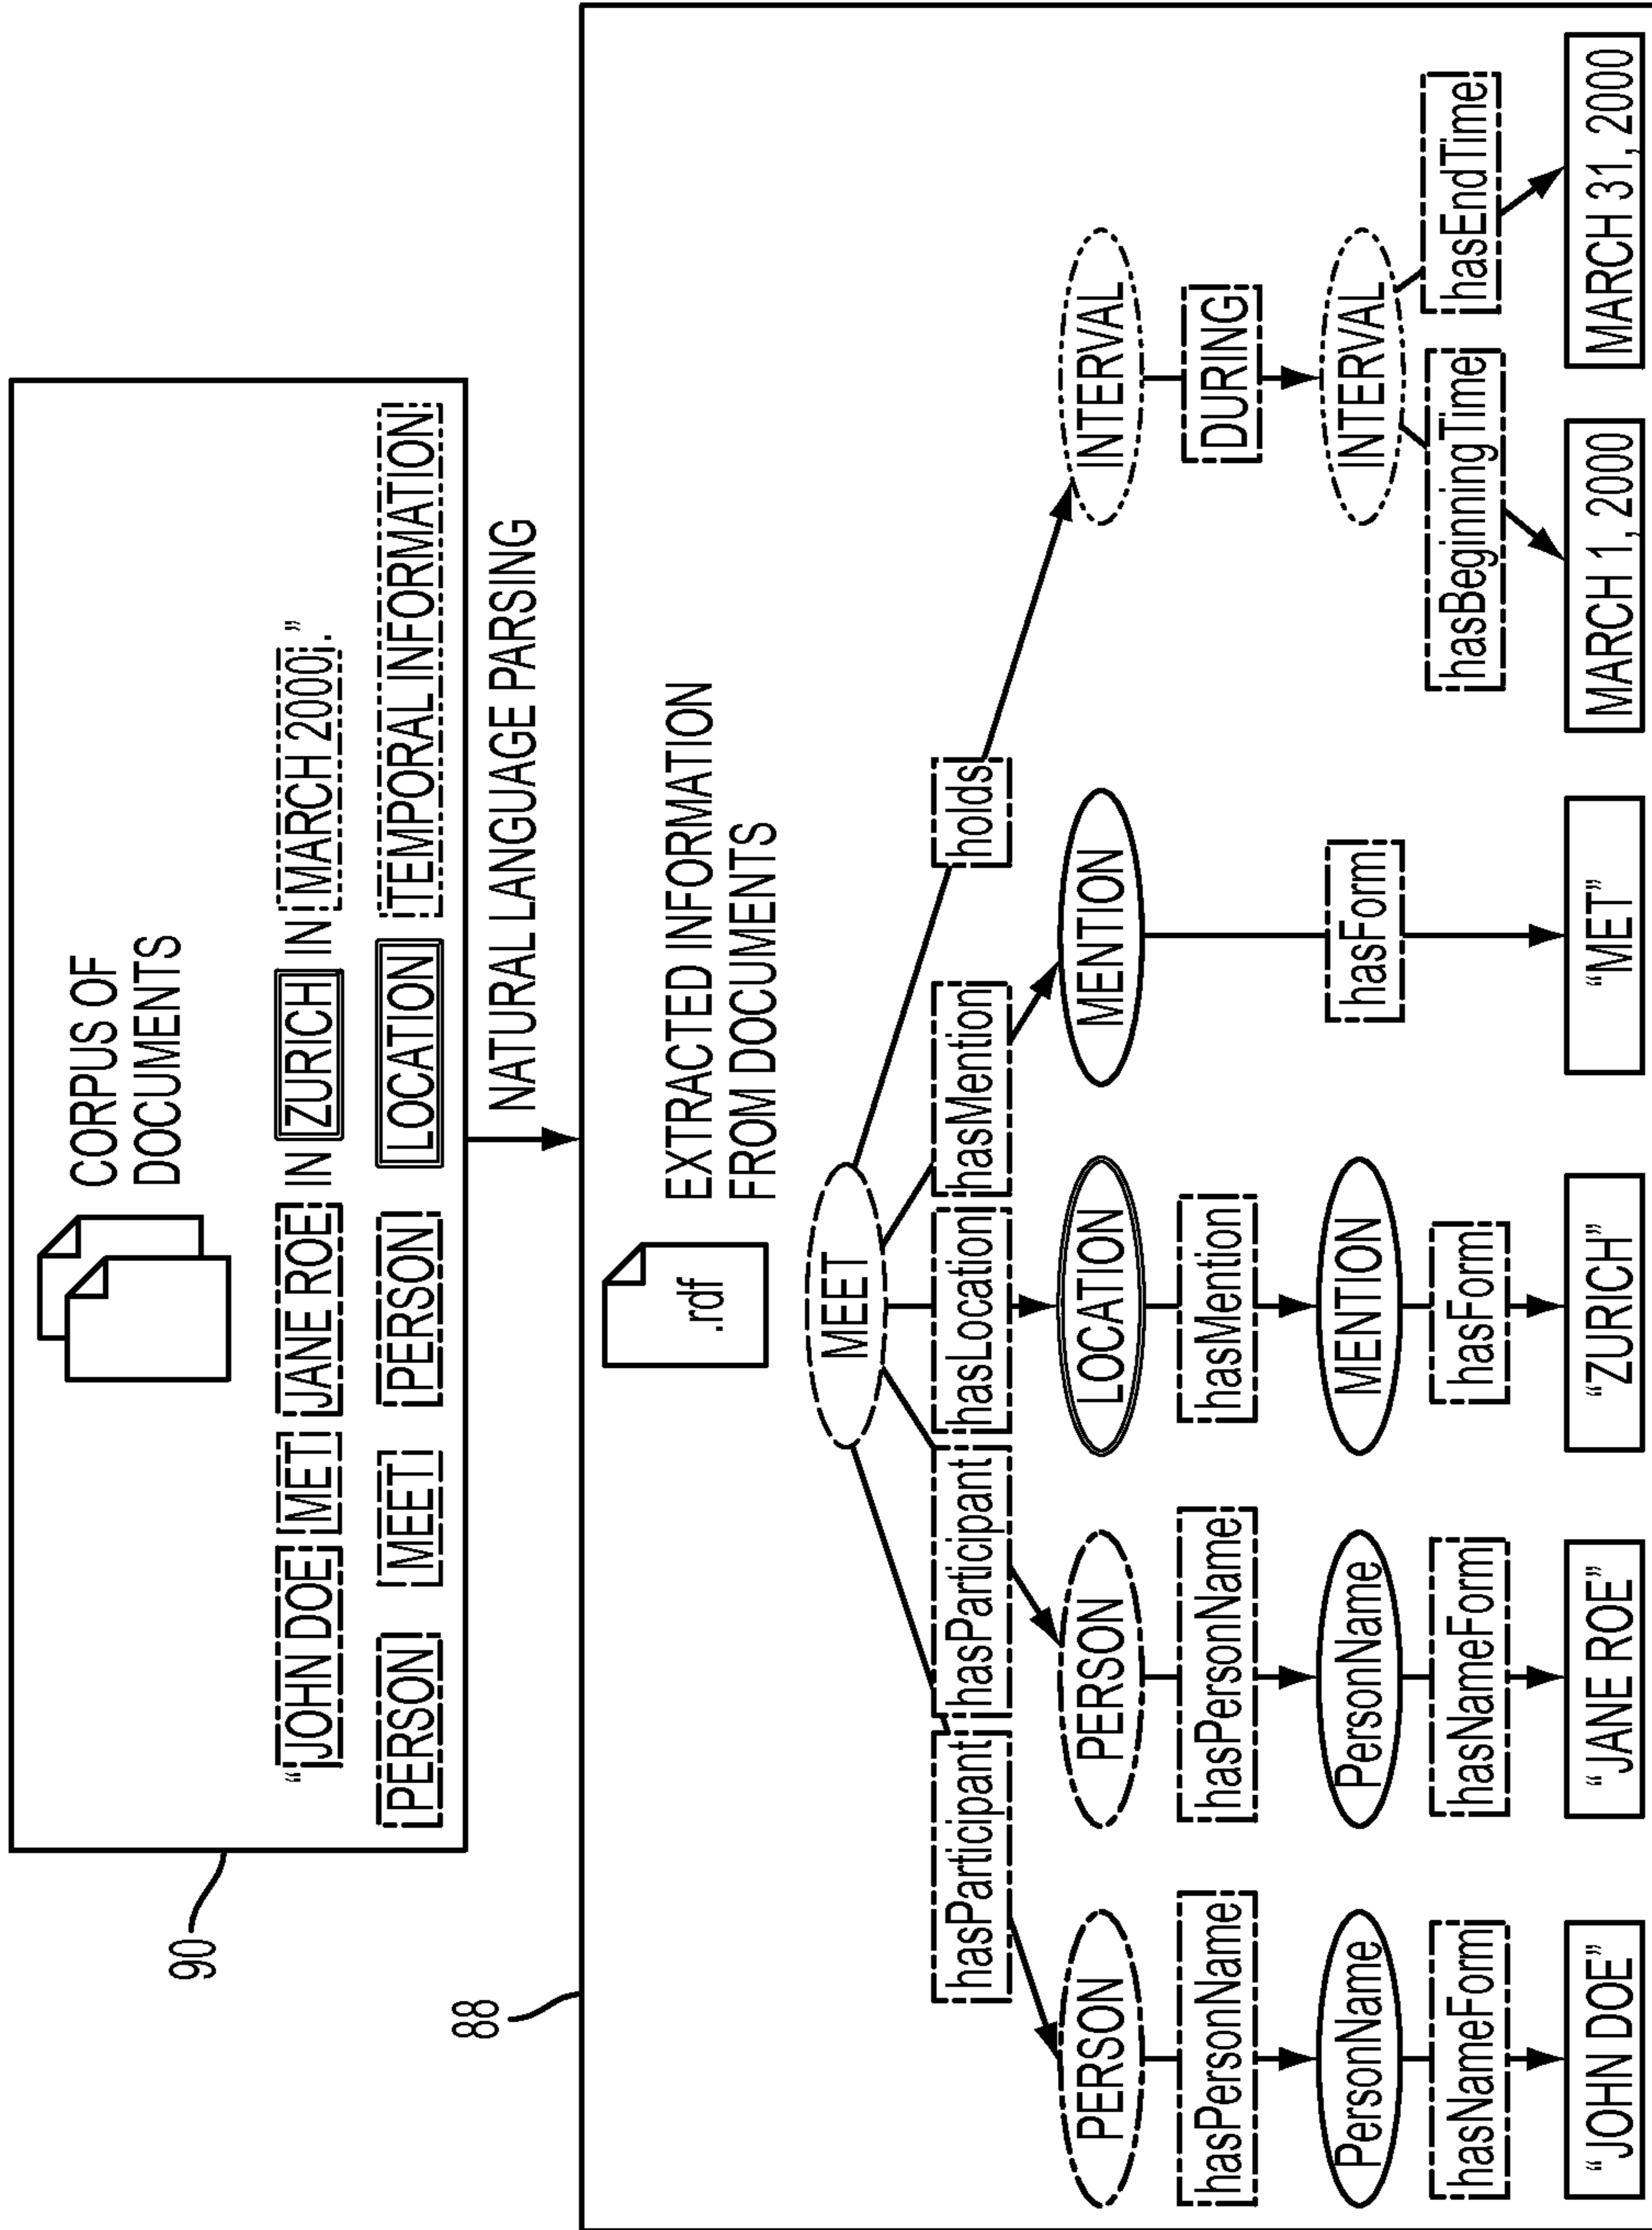 90
CORPUS OF
DOCUMENTS
“JOHN DOE MET JANE ROE IN ZURICH IN MARCH 2000.”
PERSON MEET PERSON LOCATION TEMPORAL INFORMATION
NATURAL LANGUAGE PARSING
88
.rdf
EXTRACTED INFORMATION
FROM DOCUMENTS
MEET
hasParticipant hasParticipant hasLocation hasMention holds
PERSON PERSON LOCATION MENTION INTERVAL
hasPersonName hasPersonName hasMention DURING
PersonName PersonName MENTION INTERVAL
hasNameForm hasNameForm hasForm hasForm hasBeginningTime hasEndTime
“JOHN DOE” “JANE ROE” “ZURICH” “MET” MARCH 1, 2000 MARCH 31, 2000